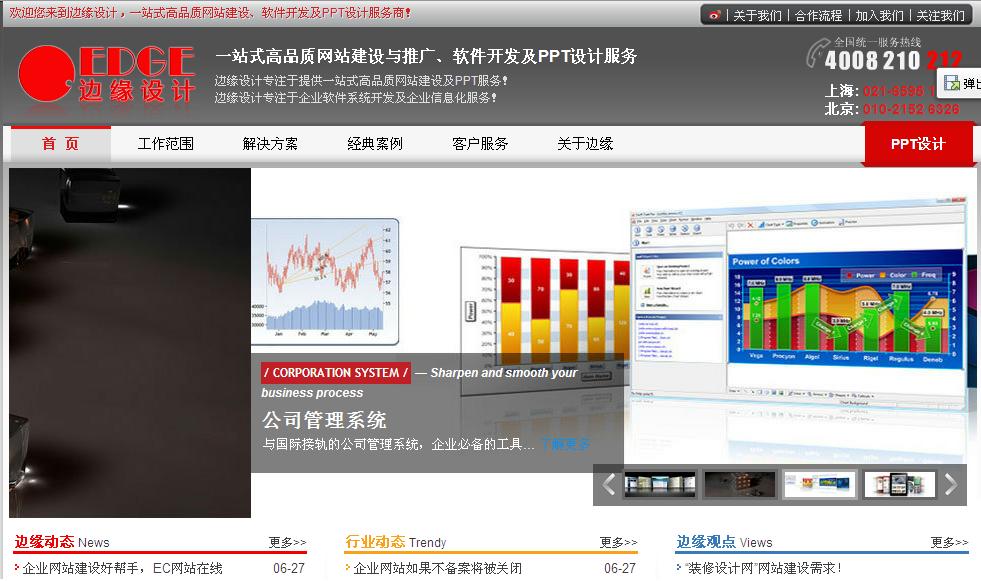 欢迎您来到边缘设计，一站式高品质网站建设、软件开发及PPT设计服务商!
关于我们 | 合作流程 | 加入我们 | 关注我们
EDGE
边缘设计
一站式高品质网站建设与推广、软件开发及PPT设计服务
边缘设计专注于提供一站式高品质网站建设及PPT服务!
边缘设计专注于企业软件系统开发及企业信息化服务!
全国统一服务热线
4008 210 212
上海: 021-6595
北京: 010-2152 6326
弹出
首 页
工作范围
解决方案
经典案例
客户服务
关于边缘
PPT设计
Jan Feb Mar Apr May
Power of Colors
Power Color Freq
Vega Procyon Algol Sirius Rigel Regulus Deneb
/ CORPORATION SYSTEM / — Sharpen and smooth your
business process
公司管理系统
与国际接轨的公司管理系统，企业必备的工具... 了解更多
边缘动态 News 更多>>
企业网站建设好帮手，EC网站在线 06-27
行业动态 Trendy 更多>>
企业网站如果不备案将被关闭 06-27
边缘观点 Views 更多>>
“装修设计网”网站建设需求!